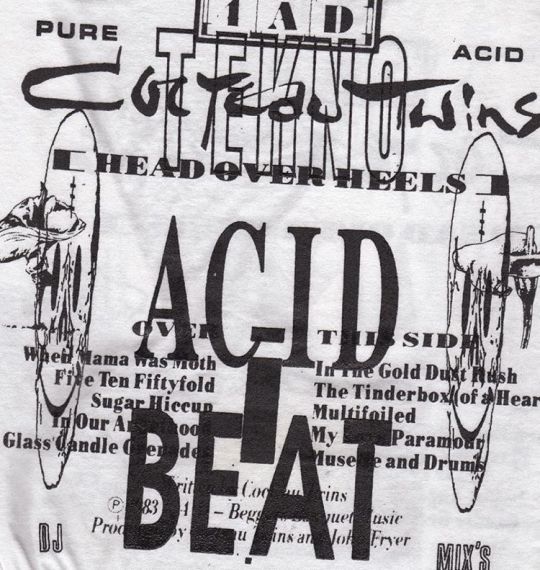 1 A D
PURE
ACID
TEKNO
Cocteau Twins
HEAD OVER HEELS
ACID
OVER
THIS SIDE
When Mama Was Moth
Five Ten Fiftyfold
Sugar Hiccup
In Our Angelhood
Glass Candle Grenades
In The Gold Dust Rush
The Tinderbox (of a Hear
Multifoiled
My Paramour
Musette and Drums
BEAT
Written Cocteau Twins
℗ 1983 4AD – Beggars Banquet Music
Produced by Cocteau Twins and John Fryer
DJ
MIX'S